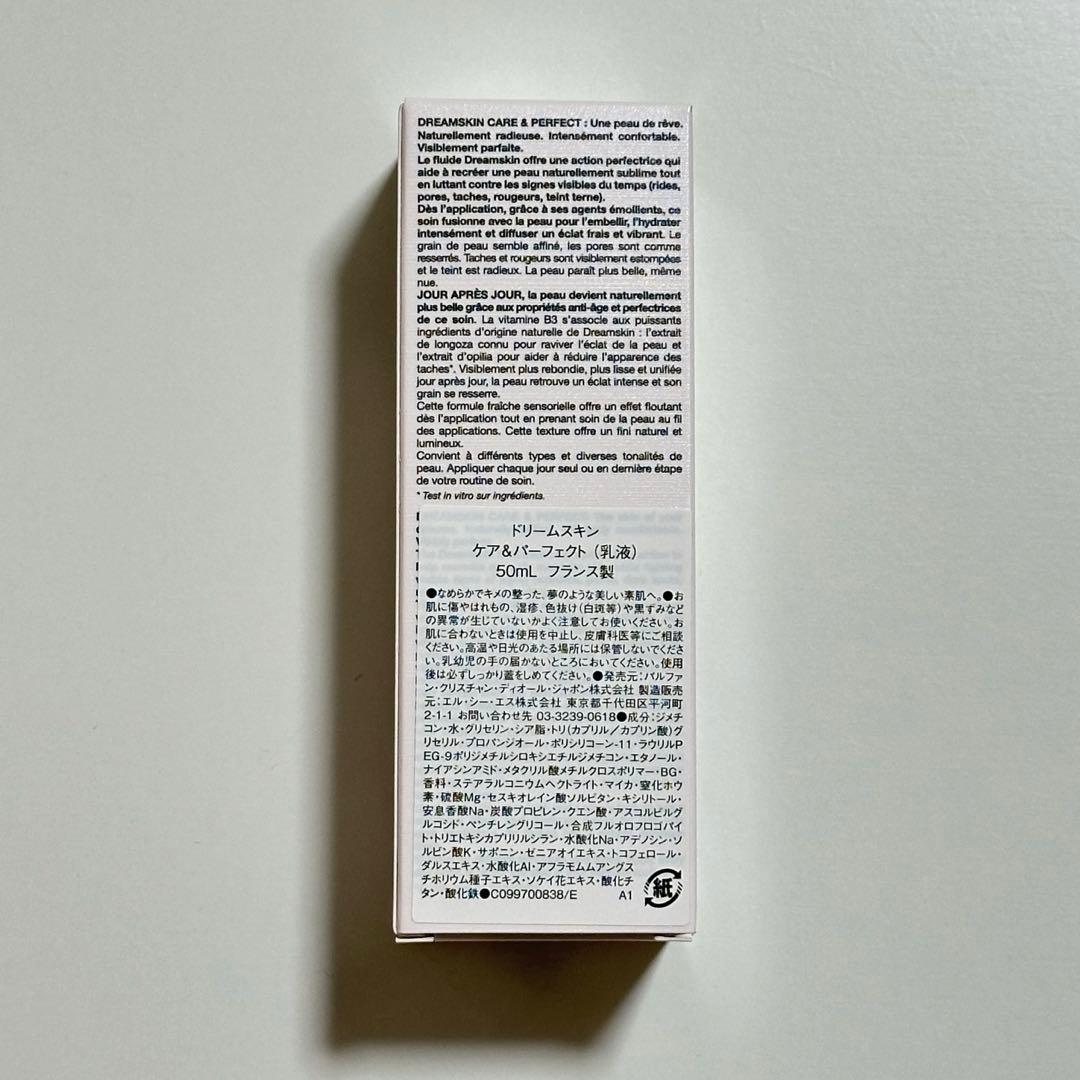 DREAMSKIN CARE & PERFECT : Une peau de rêve.
Naturellement radieuse. Intensément confortable.
Visiblement parfaite.
Le fluide Dreamskin offre une action perfectrice qui
aide à recréer une peau naturellement sublime tout
en luttant contre les signes visibles du temps (rides,
pores, taches, rougeurs, teint terne).
Dès l'application, grâce à ses agents émollients, ce
soin fusionne avec la peau pour l'embellir, l'hydrater
intensément et diffuser un éclat frais et vibrant. Le
grain de peau semble affiné, les pores sont comme
resserrés. Taches et rougeurs sont visiblement estompées
et le teint est radieux. La peau paraît plus belle, même
nue.
JOUR APRÈS JOUR, la peau devient naturellement
plus belle grâce aux propriétés anti-âge et perfectrices
de ce soin. La vitamine B3 s'associe aux puissants
ingrédients d'origine naturelle de Dreamskin : l'extrait
de longoza connu pour raviver l'éclat de la peau et
l'extrait d'opilia pour aider à réduire l'apparence des
taches*. Visiblement plus rebondie, plus lisse et unifiée
jour après jour, la peau retrouve un éclat intense et son
grain se resserre.
Cette formule fraîche sensorielle offre un effet floutant
dès l'application tout en prenant soin de la peau au fil
des applications. Cette texture offre un fini naturel et
lumineux.
Convient à différents types et diverses tonalités de
peau. Appliquer chaque jour seul ou en dernière étape
de votre routine de soin.
* Test in vitro sur ingrédients.
ドリームスキン
ケア&パーフェクト（乳液）
50mL フランス製
●なめらかでキメの整った、夢のような美しい素肌へ。●お
肌に傷やはれもの、湿疹、色抜け（白斑等）や黒ずみなど
の異常が生じていないかよく注意してお使いください。お
肌に合わないときは使用を中止し、皮膚科医等にご相談
ください。高温や日光のあたる場所には保管しないでくださ
い。乳幼児の手の届かないところにおいてください。使用
後は必ずしっかり蓋をしめてください。●発売元:パルファ
ン・クリスチャン・ディオール・ジャポン株式会社 製造販売
元:エル・シー・エス株式会社 東京都千代田区平河町
2-1-1 お問い合わせ先 03-3239-0618●成分:ジメチ
コン・水・グリセリン・シア脂・トリ(カプリル/カプリン酸)グ
リセリル・プロパンジオール・ポリシリコーン-11・ラウリルP
EG-9ポリジメチルシロキシエチルジメチコン・エタノール・
ナイアシンアミド・メタクリル酸メチルクロスポリマー・BG・
香料・ステアラルコニウムヘクトライト・マイカ・窒化ホウ
素・硫酸Mg・セスキオレイン酸ソルビタン・キシリトール・
安息香酸Na・炭酸プロピレン・クエン酸・アスコルビルグ
ルコシド・ペンチレングリコール・合成フルオロフロゴパイ
ト・トリエトキシカプリリルシラン・水酸化Na・アデノシン・ソ
ルビン酸K・サポニン・ゼニアオイエキス・トコフェロール・
ダルスエキス・水酸化Al・アフラモムムアングス
チホリウム種子エキス・ソケイ花エキス・酸化チ
タン・酸化鉄●C099700838/E A1
紙